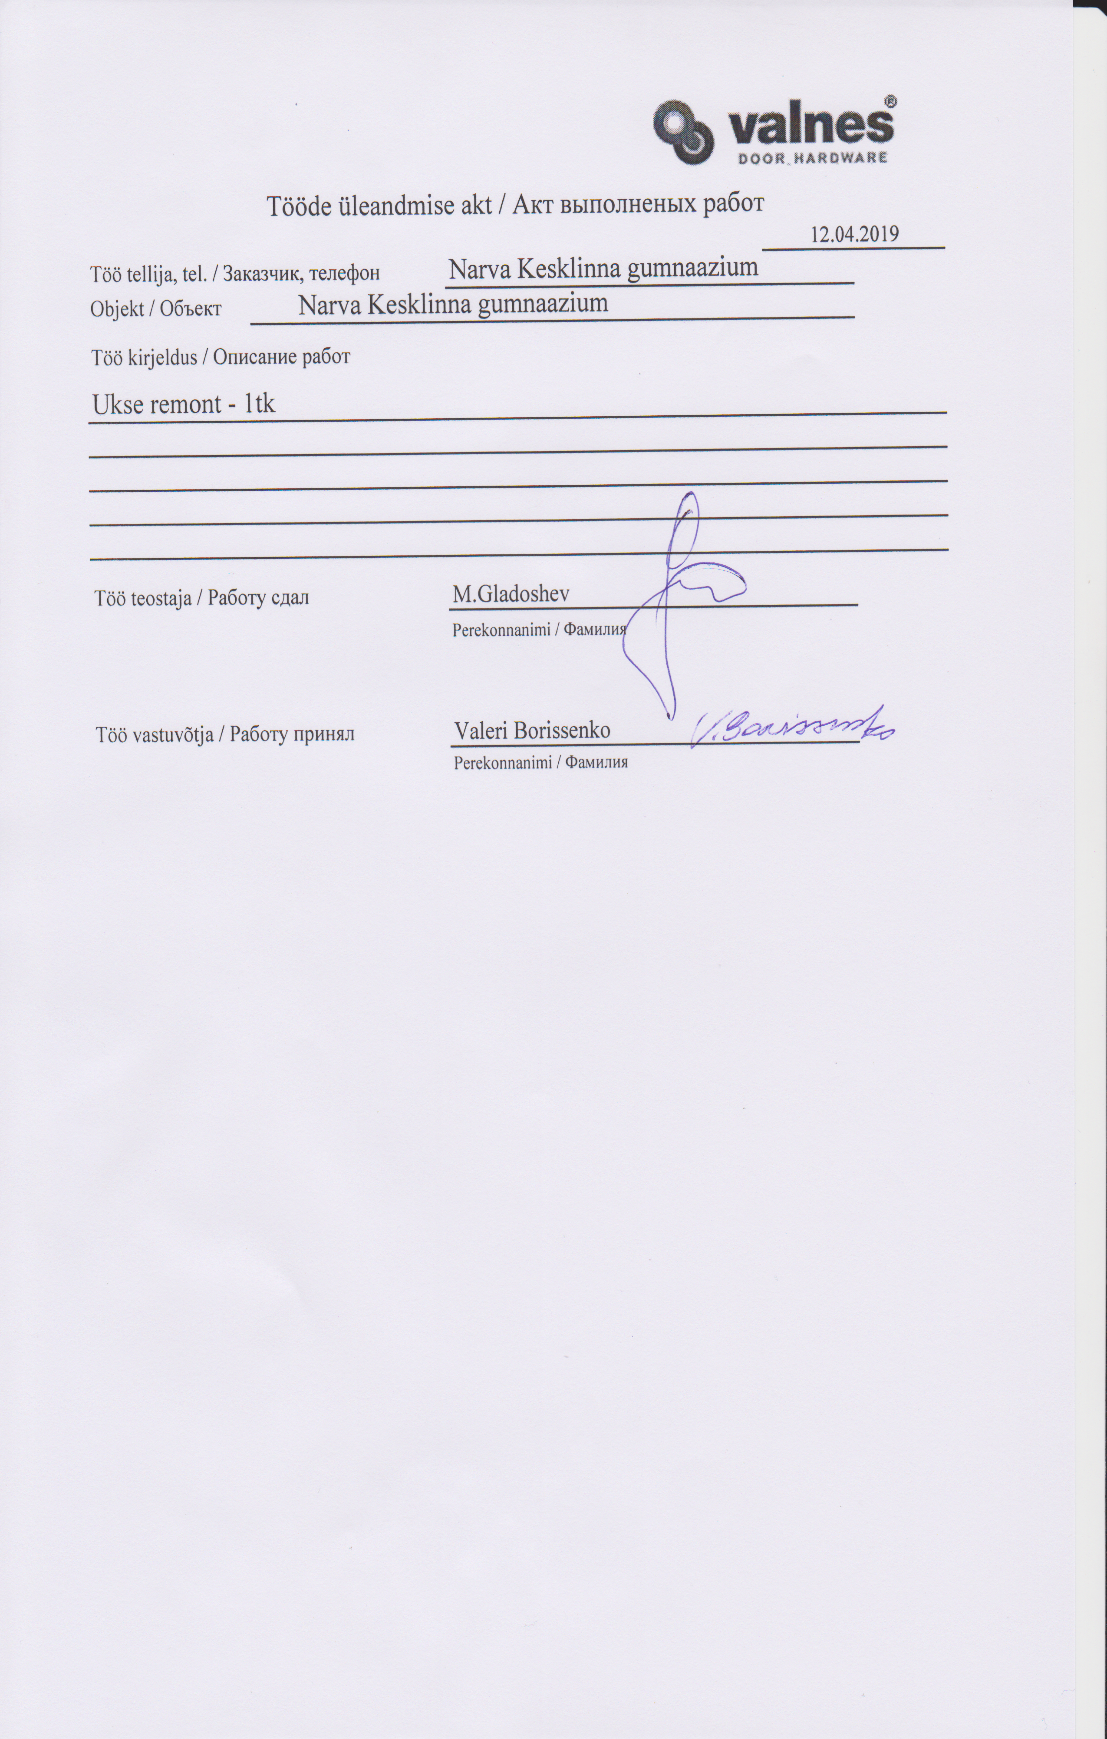 valnes®
DOOR HARDWARE
Tööde üleandmise akt / Акт выполненых работ
12.04.2019
Töö tellija, tel. / Заказчик, телефон Narva Kesklinna gumnaazium
Objekt / Объект Narva Kesklinna gumnaazium
Töö kirjeldus / Описание работ
Ukse remont - 1tk
Töö teostaja / Работу сдал M.Gladoshev
Perekonnanimi / Фамилия
Töö vastuvõtja / Работу принял Valeri Borissenko V.Borissenko
Perekonnanimi / Фамилия